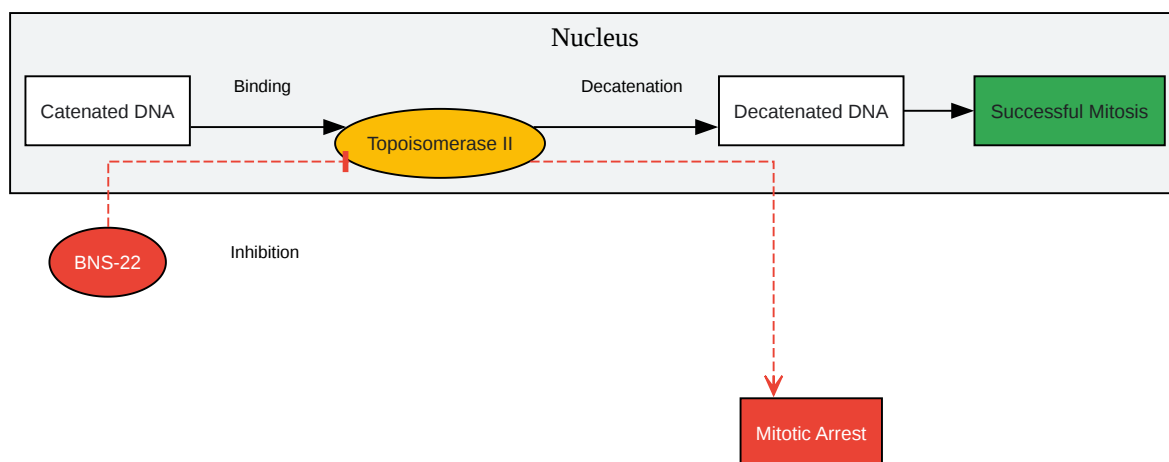 Nucleus
Binding
Decatenation
Catenated DNA
Topoisomerase II
Decatenated DNA
Successful Mitosis
Inhibition
BNS-22
Mitotic Arrest